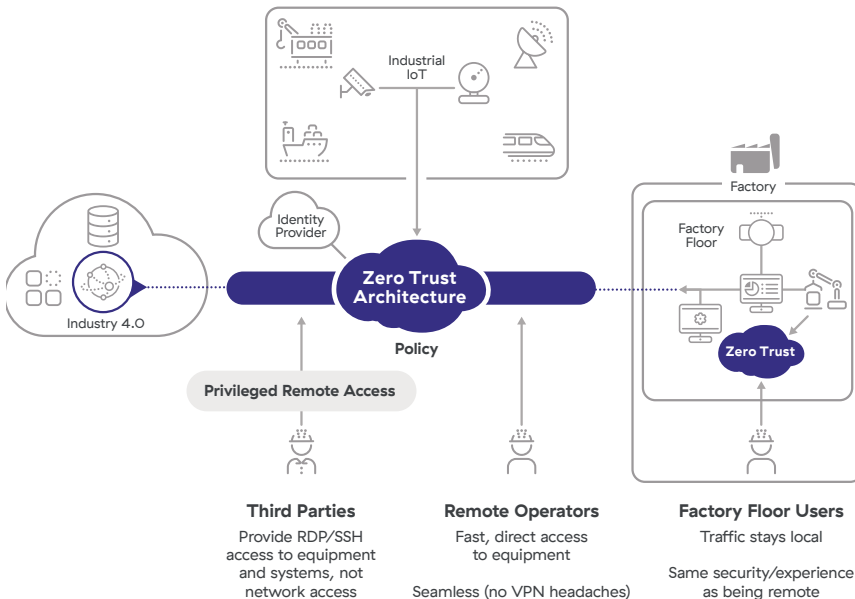 Industrial
IoT
Factory
Identity
Provider
Factory
Floor
Zero Trust
Architecture
Industry 4.0
Policy
Zero Trust
Privileged Remote Access
Third Parties
Provide RDP/SSH
access to equipment
and systems, not
network access
Remote Operators
Fast, direct access
to equipment
Seamless (no VPN headaches)
Factory Floor Users
Traffic stays local
Same security/experience
as being remote